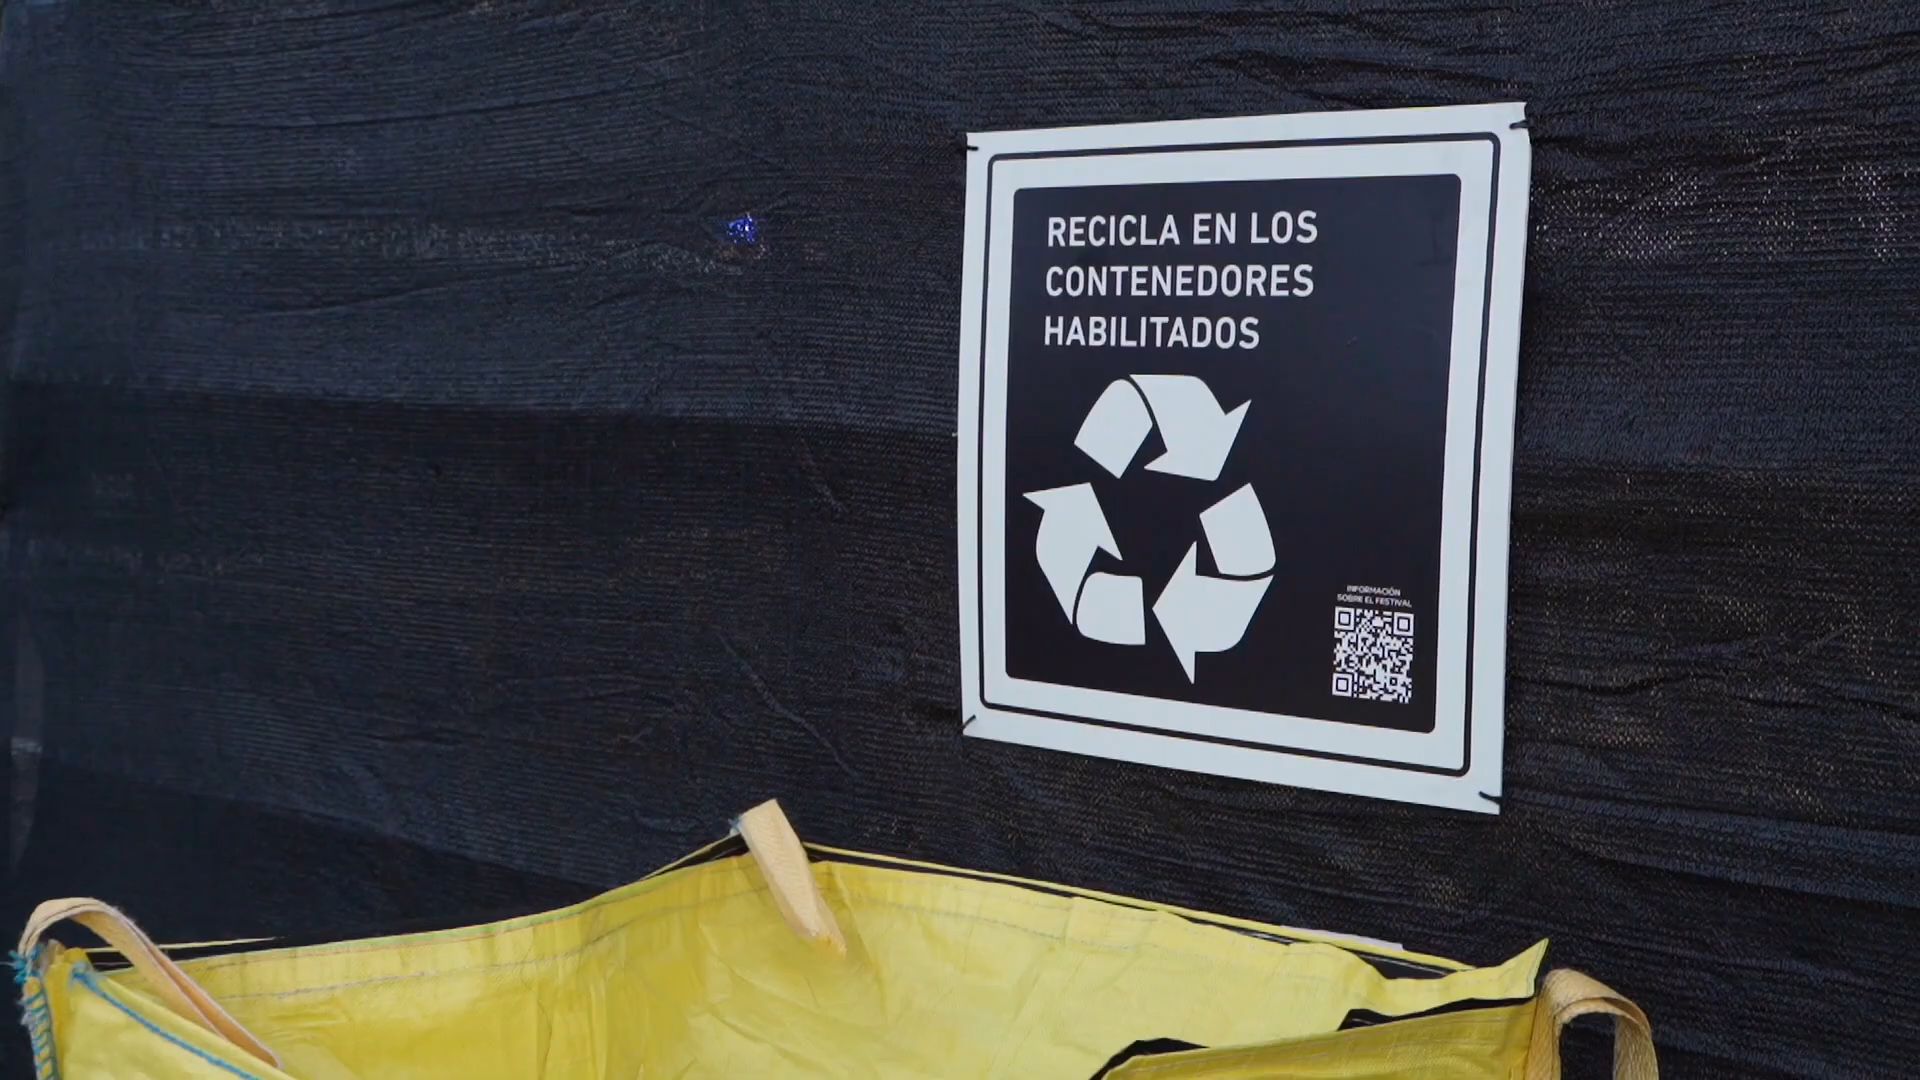 RECICLA EN LOS
CONTENEDORES
HABILITADOS
INFORMACIÓN
SOBRE EL FESTIVAL